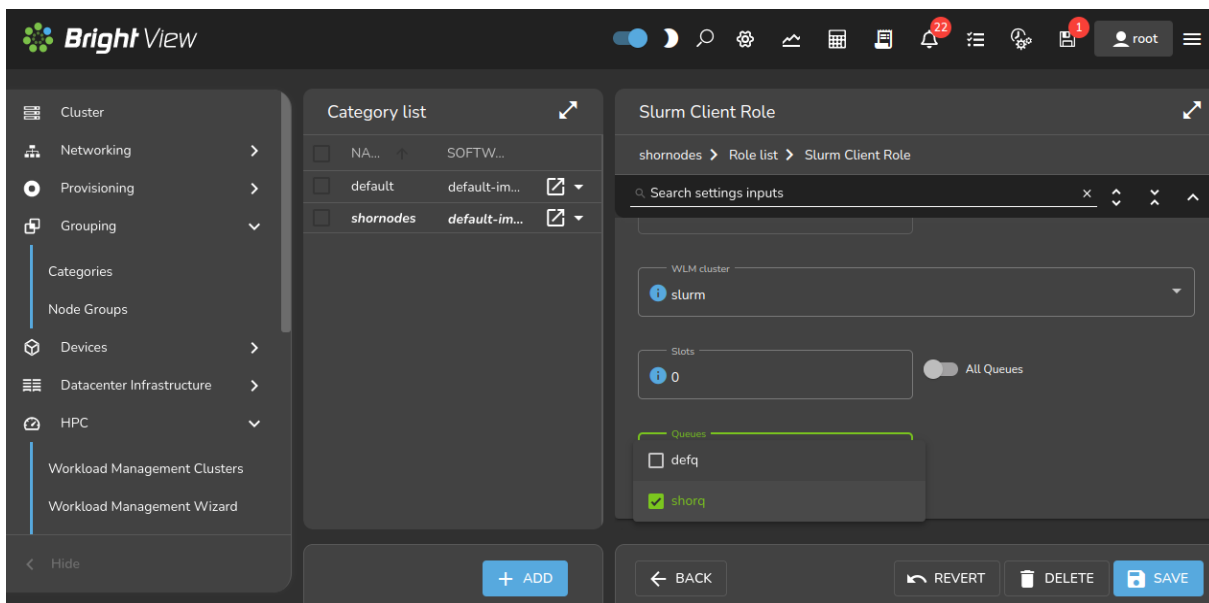 Bright View
22
1
root
Cluster
Networking
Provisioning
Grouping
Categories
Node Groups
Devices
Datacenter Infrastructure
HPC
Workload Management Clusters
Workload Management Wizard
Hide
Category list
NA...
SOFTW...
default
default-im...
shornodes
default-im...
+ ADD
Slurm Client Role
shornodes > Role list > Slurm Client Role
Search settings inputs
WLM cluster
slurm
Slots
0
All Queues
Queues
defq
shorq
BACK
REVERT
DELETE
SAVE